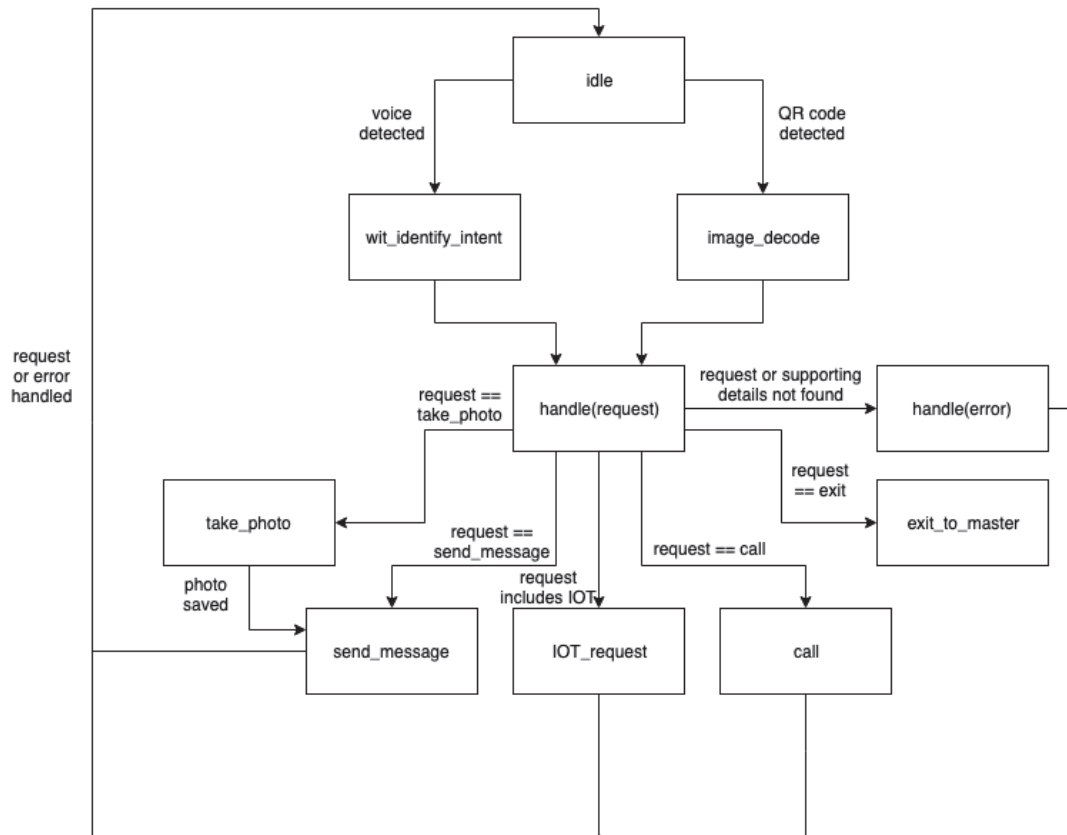 idle
voice
detected
QR code
detected
wit_identify_intent
image_decode
request
or error
handled
request ==
take_photo
handle(request)
request or supporting
details not found
handle(error)
request
== exit
take_photo
request ==
send_message
request == call
exit_to_master
photo
saved
request
includes IOT
send_message
IOT_request
call